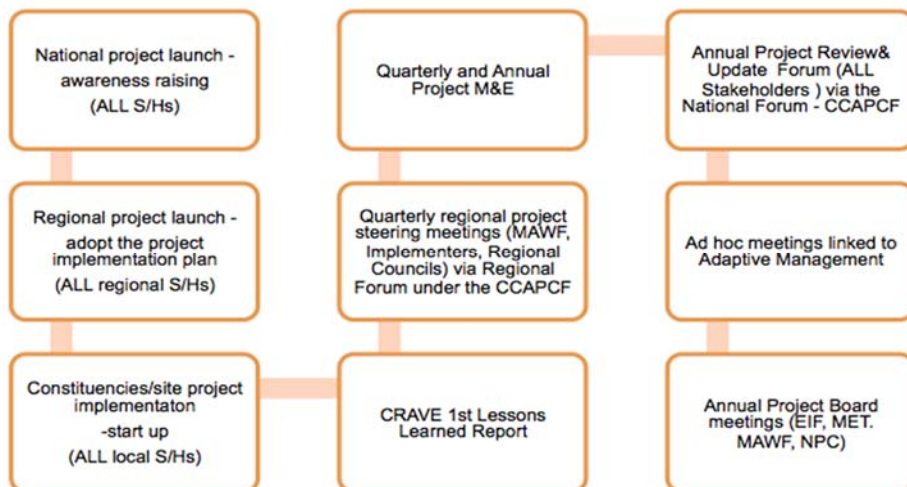 National project launch -
awareness raising
(ALL S/Hs)
Regional project launch -
adopt the project
implementation plan
(ALL regional S/Hs)
Constituencies/site project
implementaton
-start up
(ALL local S/Hs)
CRAVE 1st Lessons
Learned Report
Quarterly regional project
steering meetings (MAWF,
Implementers, Regional
Councils) via Regional
Forum under the CCAPCF
Quarterly and Annual
Project M&E
Annual Project Review&
Update Forum (ALL
Stakeholders ) via the
National Forum - CCAPCF
Ad hoc meetings linked to
Adaptive Management
Annual Project Board
meetings (EIF, MET.
MAWF, NPC)